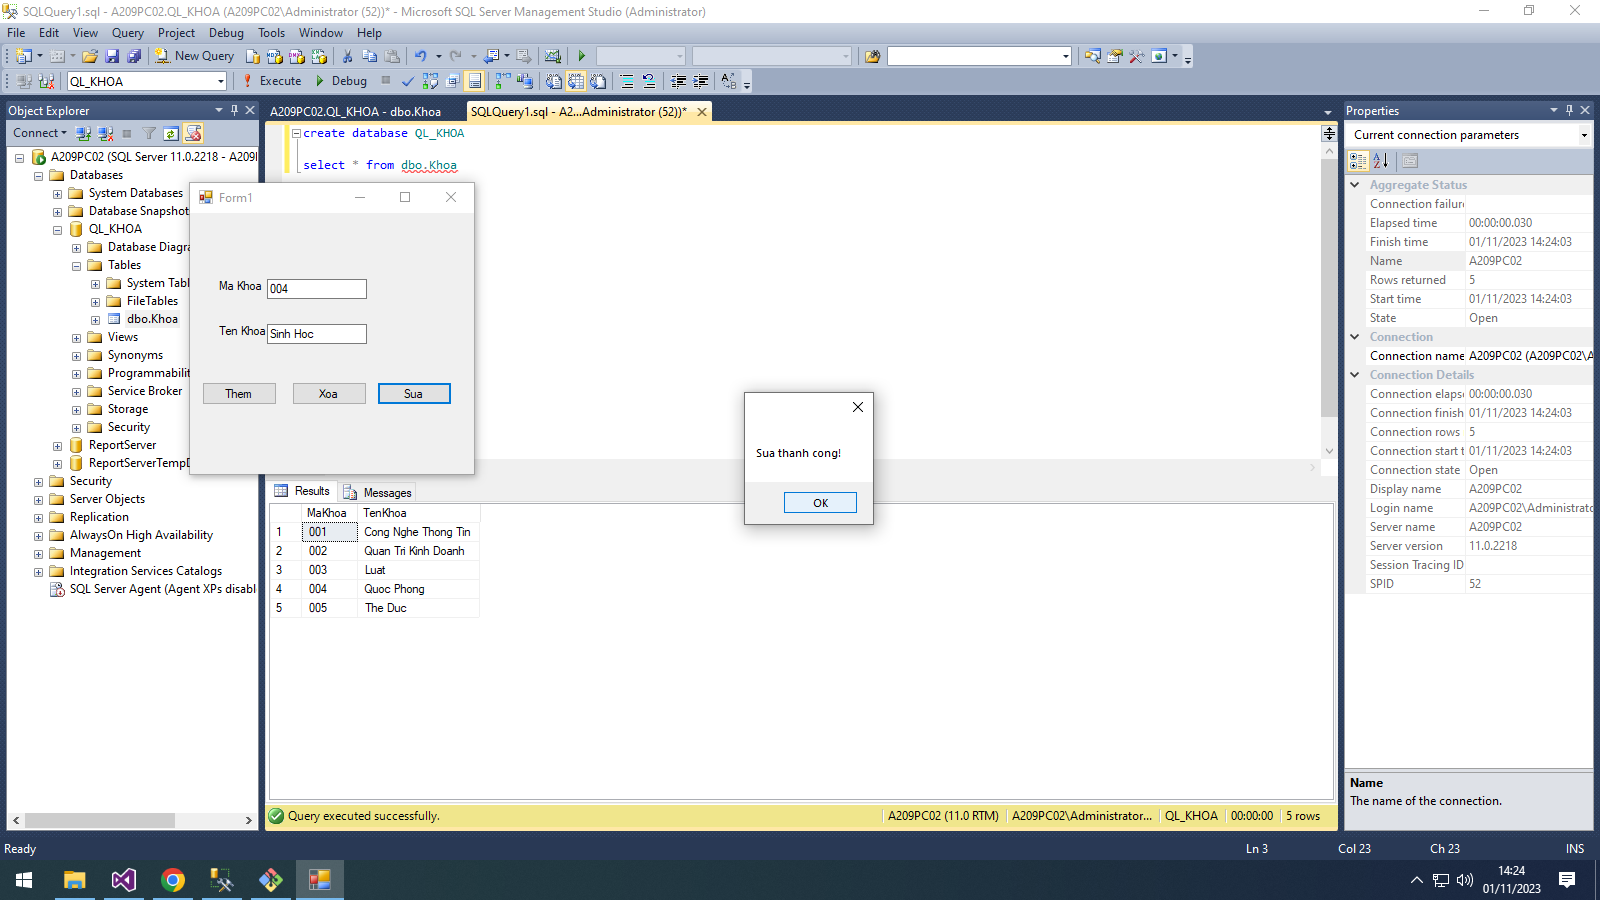 SQLQuery1.sql - A209PC02.QL_KHOA (A209PC02\Administrator (52))* - Microsoft SQL Server Management Studio (Administrator)
File Edit View Query Project Debug Tools Window Help
New Query
QL_KHOA Execute Debug
Object Explorer
Connect
A209PC02 (SQL Server 11.0.2218 - A209
Databases
System Databases
Database Snapshot
QL_KHOA
Database Diagra
Tables
System Tabl
FileTables
dbo.Khoa
Views
Synonyms
Programmabilit
Service Broker
Storage
Security
ReportServer
ReportServerTempD
Security
Server Objects
Replication
AlwaysOn High Availability
Management
Integration Services Catalogs
SQL Server Agent (Agent XPs disabl
A209PC02.QL_KHOA - dbo.Khoa
SQLQuery1.sql - A2...Administrator (52))*
create database QL_KHOA
select * from dbo.Khoa
Form1
Ma Khoa 004
Ten Khoa Sinh Hoc
Them Xoa Sua
Sua thanh cong!
OK
Results Messages
MaKhoa TenKhoa
1 001 Cong Nghe Thong Tin
2 002 Quan Tri Kinh Doanh
3 003 Luat
4 004 Quoc Phong
5 005 The Duc
Query executed successfully. A209PC02 (11.0 RTM) A209PC02\Administrator... QL_KHOA 00:00:00 5 rows
Properties
Current connection parameters
Aggregate Status
Connection failure
Elapsed time 00:00:00.030
Finish time 01/11/2023 14:24:03
Name A209PC02
Rows returned 5
Start time 01/11/2023 14:24:03
State Open
Connection
Connection name A209PC02 (A209PC02\A
Connection Details
Connection elapse 00:00:00.030
Connection finish 01/11/2023 14:24:03
Connection rows 5
Connection start t 01/11/2023 14:24:03
Connection state Open
Display name A209PC02
Login name A209PC02\Administrato
Server name A209PC02
Server version 11.0.2218
Session Tracing ID
SPID 52
Name
The name of the connection.
Ready Ln 3 Col 23 Ch 23 INS
14:24
01/11/2023